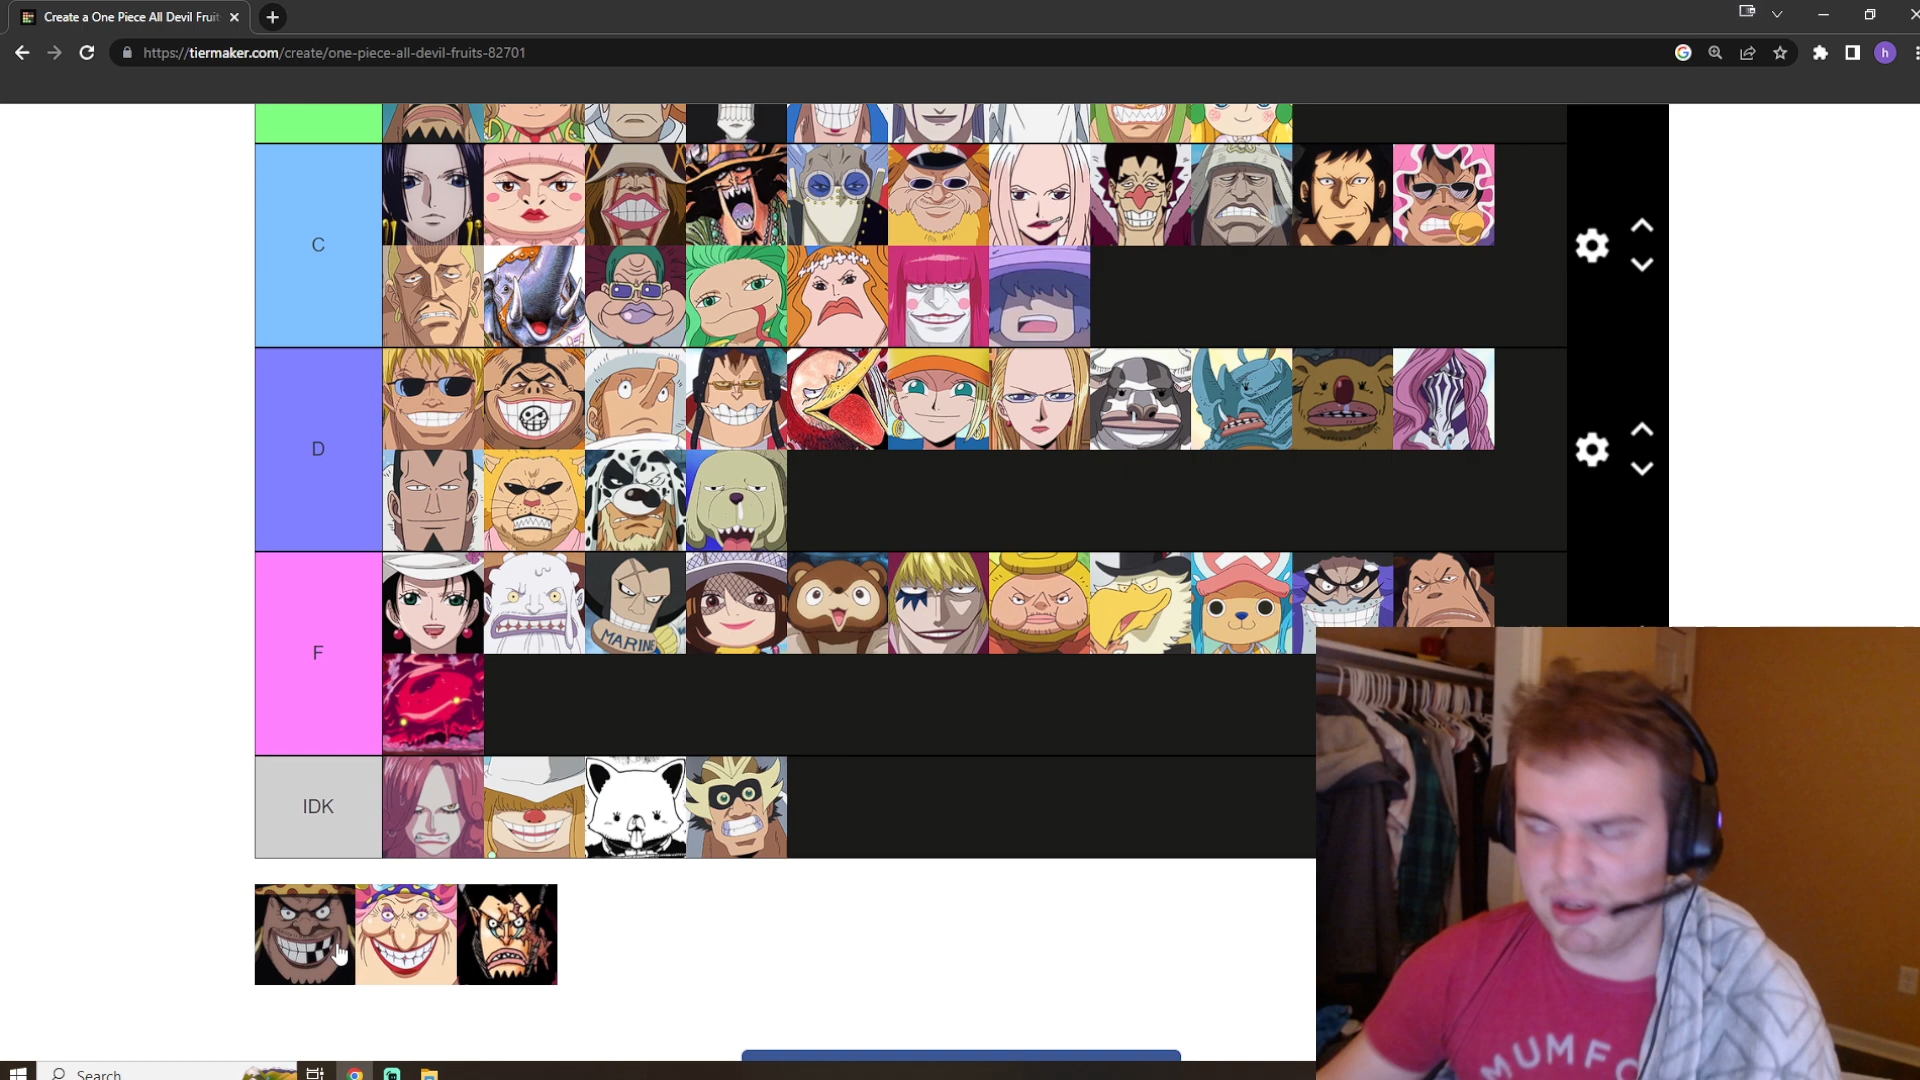 Create a One Piece All Devil Fruit
https://tiermaker.com/create/one-piece-all-devil-fruits-82701
h
C
D
MARINE
F
IDK
MUMFO
Search